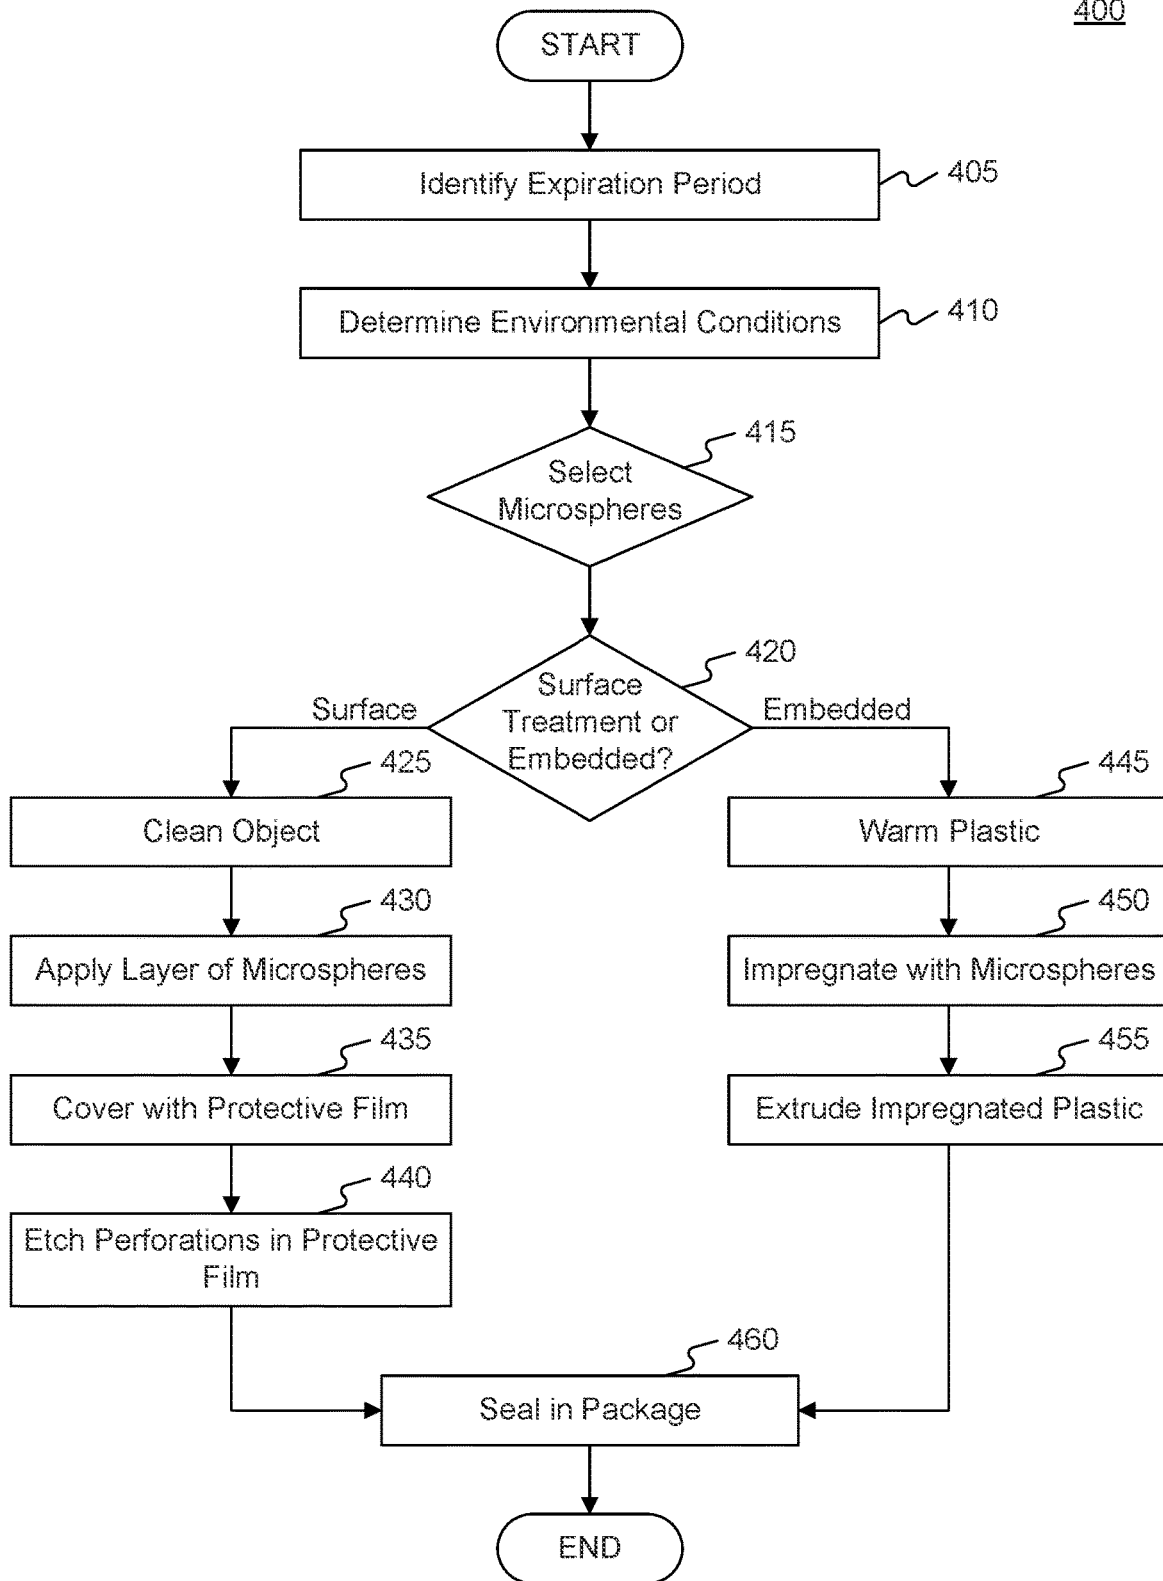 400
START
Identify Expiration Period
405
Determine Environmental Conditions
410
415
Select
Microspheres
420
Surface
Treatment or
Embedded?
Surface
Embedded
425
Clean Object
430
Apply Layer of Microspheres
435
Cover with Protective Film
440
Etch Perforations in Protective
Film
445
Warm Plastic
450
Impregnate with Microspheres
455
Extrude Impregnated Plastic
460
Seal in Package
END